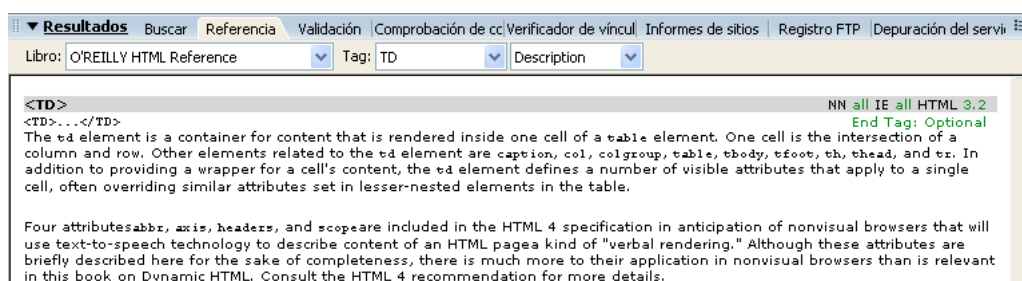 ▼ Resultados Buscar Referencia Validación Comprobación de cc Verificador de víncul Informes de sitios Registro FTP Depuración del servi
Libro: O'REILLY HTML Reference Tag: TD Description
<TD> NN all IE all HTML 3.2
<TD>...</TD> End Tag: Optional
The td element is a container for content that is rendered inside one cell of a table element. One cell is the intersection of a
column and row. Other elements related to the td element are caption, col, colgroup, table, tbody, tfoot, th, thead, and tr. In
addition to providing a wrapper for a cell's content, the td element defines a number of visible attributes that apply to a single
cell, often overriding similar attributes set in lesser-nested elements in the table.
Four attributesabbr, axis, headers, and scopeare included in the HTML 4 specification in anticipation of nonvisual browsers that will
use text-to-speech technology to describe content of an HTML pagea kind of "verbal rendering." Although these attributes are
briefly described here for the sake of completeness, there is much more to their application in nonvisual browsers than is relevant
in this book on Dynamic HTML. Consult the HTML 4 recommendation for more details.